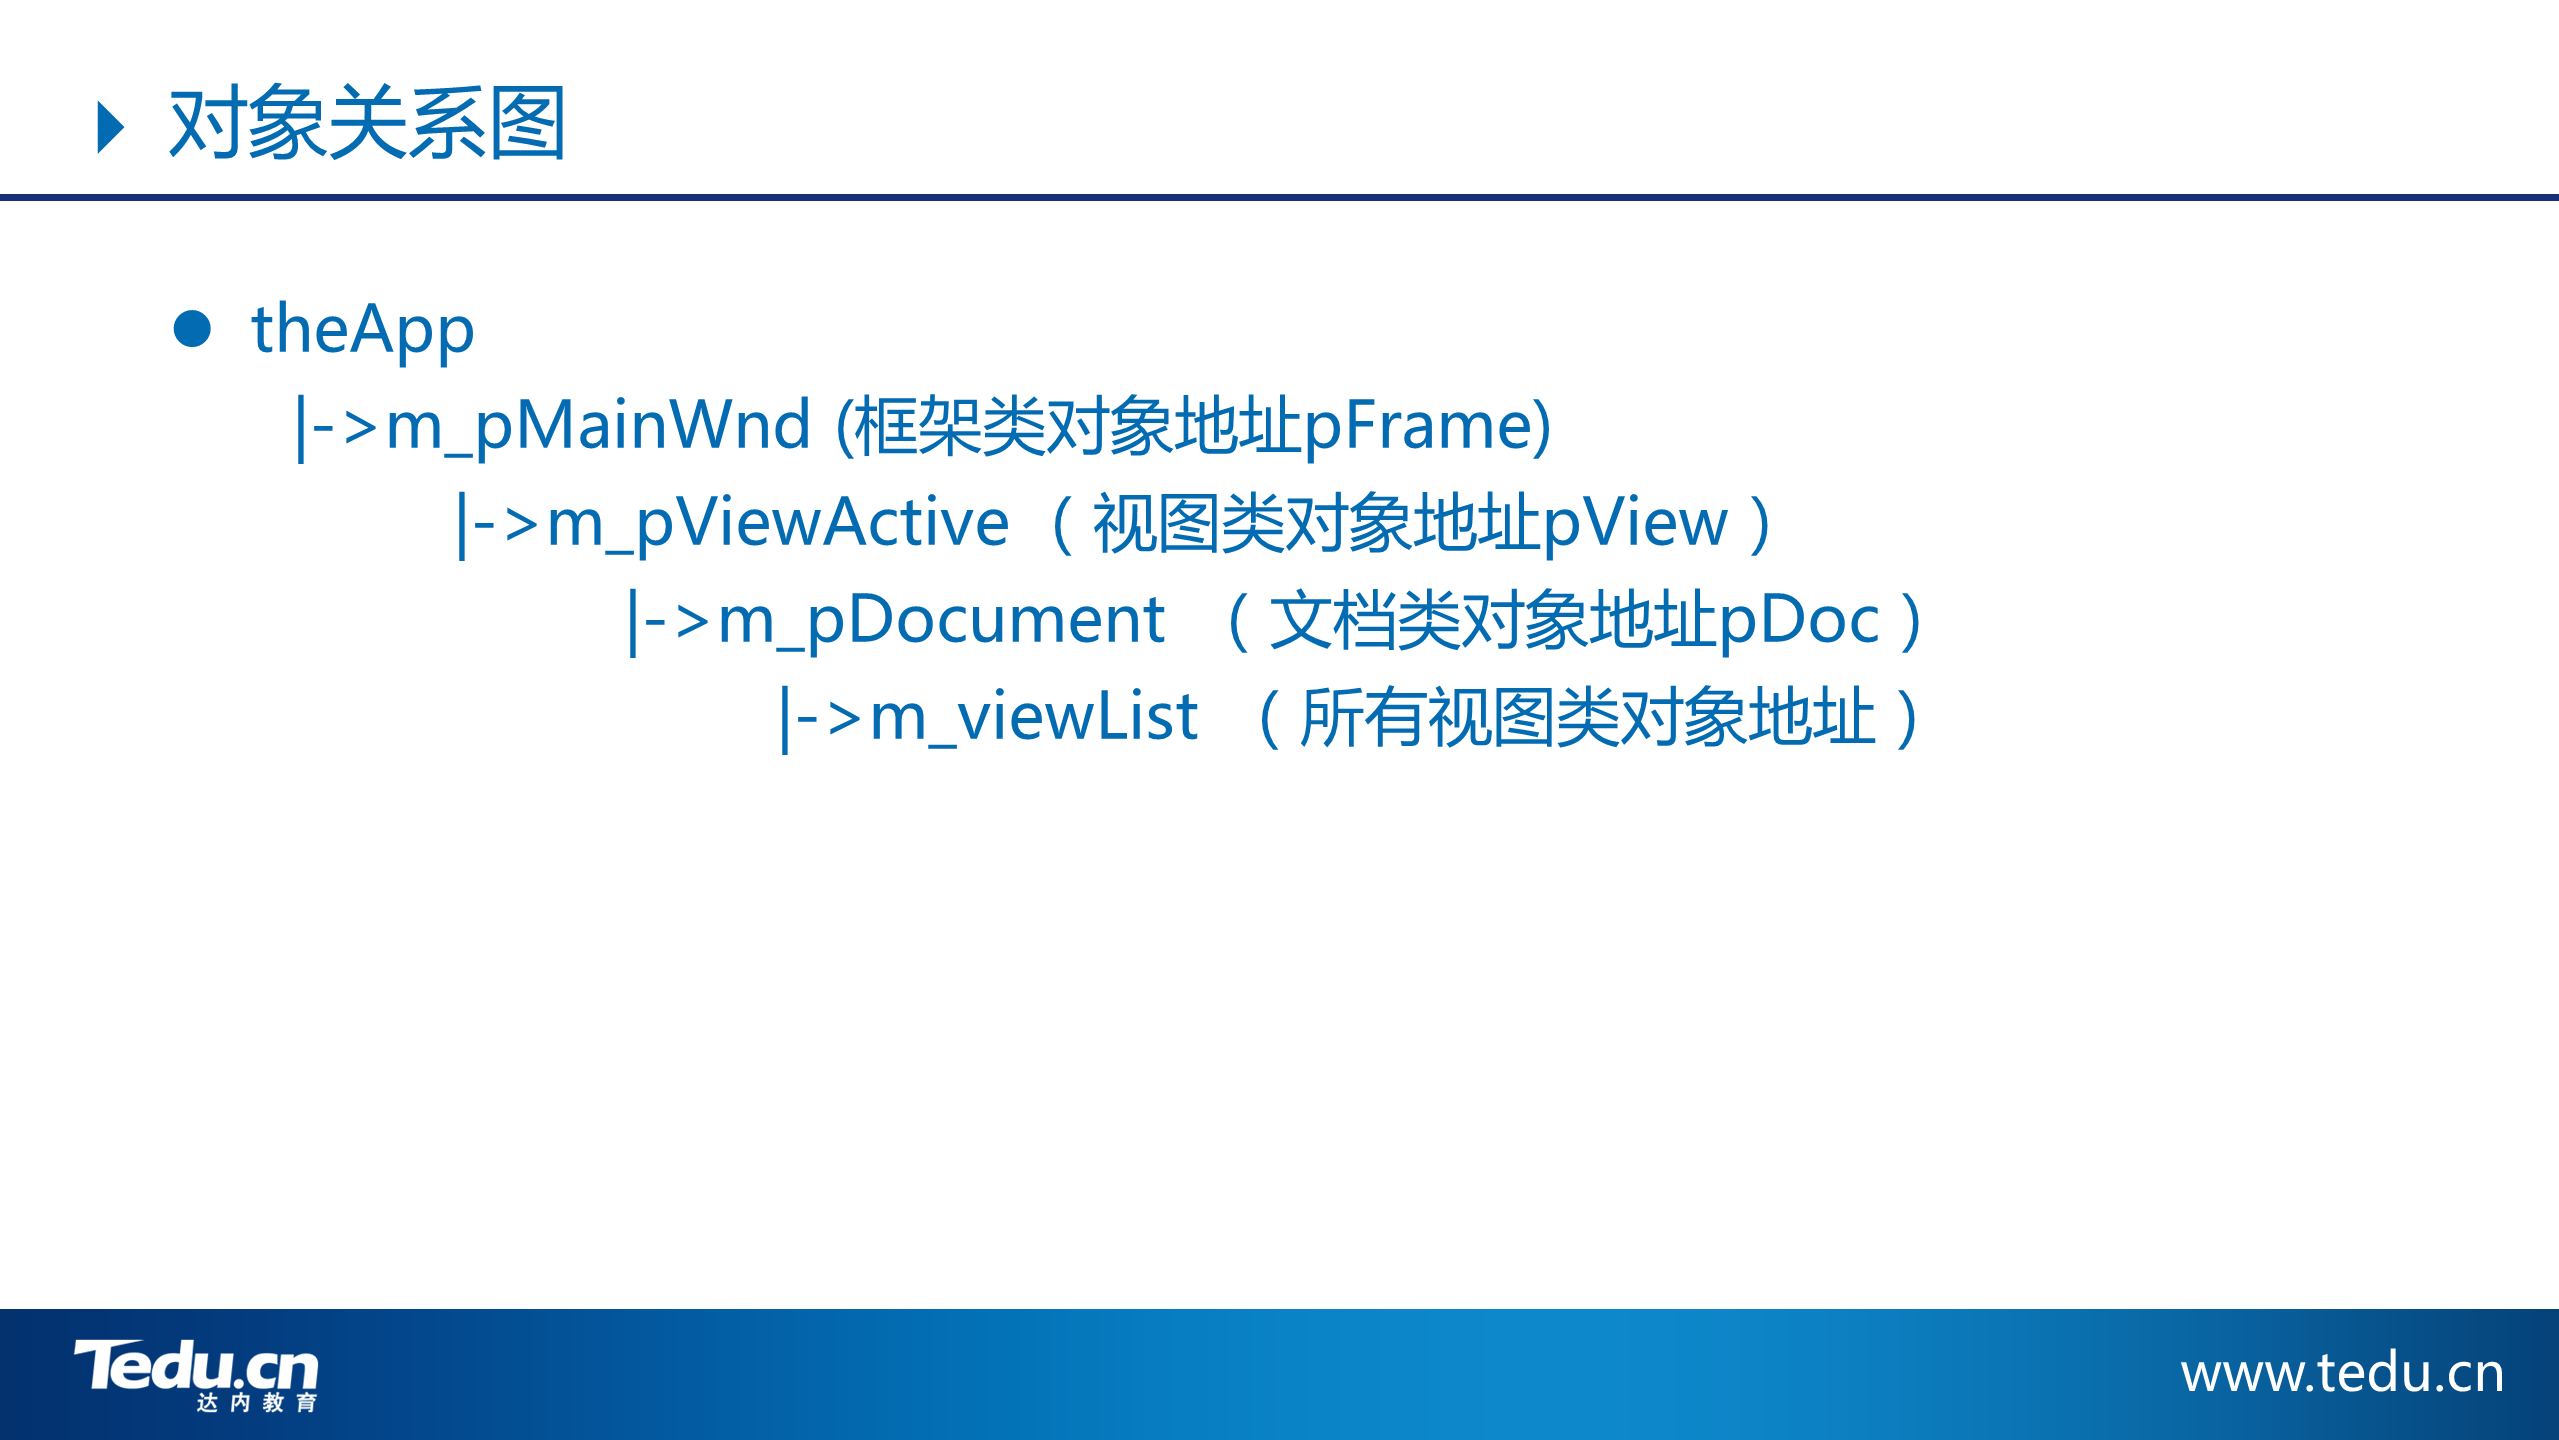 对象关系图
● theApp
|->m_pMainWnd (框架类对象地址pFrame)
|->m_pViewActive （视图类对象地址pView）
|->m_pDocument （文档类对象地址pDoc）
|->m_viewList （所有视图类对象地址）
Tedu.cn
达内教育
www.tedu.cn